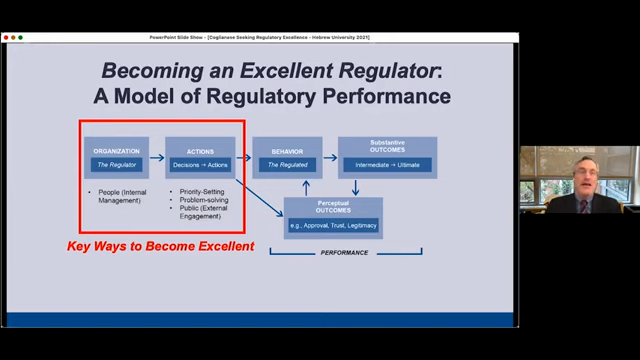 PowerPoint Slide Show - [Coglianese Seeking Regulatory Excellence - Hebrew University 2021]
Becoming an Excellent Regulator:
A Model of Regulatory Performance
ORGANIZATION
The Regulator
• People (Internal
Management)
ACTIONS
Decisions → Actions
• Priority-Setting
• Problem-solving
• Public (External
Engagement)
BEHAVIOR
The Regulated
Substantive
OUTCOMES
Intermediate → Ultimate
Perceptual
OUTCOMES
e.g., Approval, Trust, Legitimacy
Key Ways to Become Excellent
PERFORMANCE